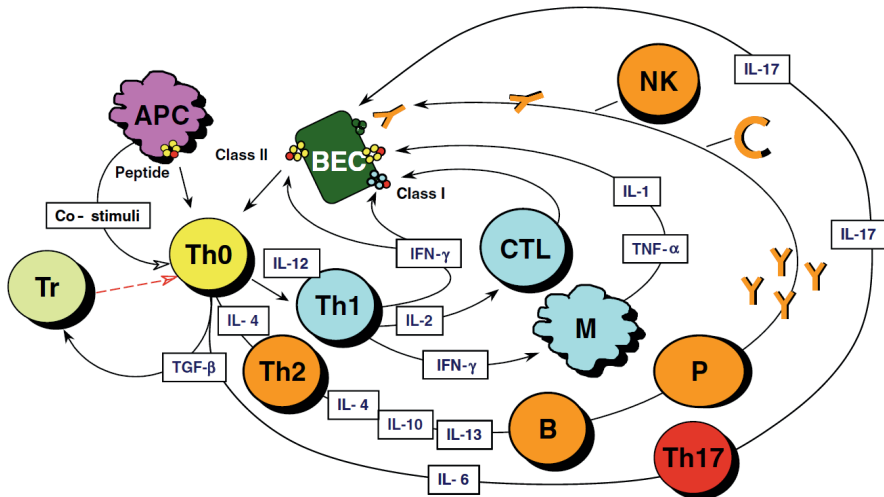 NK
IL-17
APC
Class II
BEC
Peptide
Class I
IL-1
Co- stimuli
IL-17
IFN-γ
CTL
TNF-α
Th0
IL-12
Tr
Th1
IL-2
M
IL- 4
Th2
IFN-γ
P
TGF-β
IL- 4
IL-10
IL-13
B
Th17
IL- 6